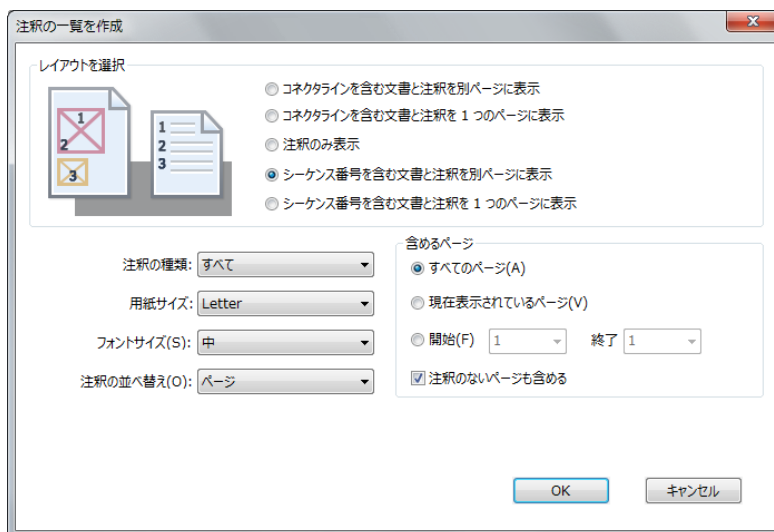 注釈の一覧を作成
レイアウトを選択
1
2
3
1
2
3
コネクタラインを含む文書と注釈を別ページに表示
コネクタラインを含む文書と注釈を 1 つのページに表示
注釈のみ表示
シーケンス番号を含む文書と注釈を別ページに表示
シーケンス番号を含む文書と注釈を 1 つのページに表示
注釈の種類: すべて
用紙サイズ: Letter
フォントサイズ(S): 中
注釈の並べ替え(O): ページ
含めるページ
すべてのページ(A)
現在表示されているページ(V)
開始(F) 1 終了 1
注釈のないページも含める
OK キャンセル